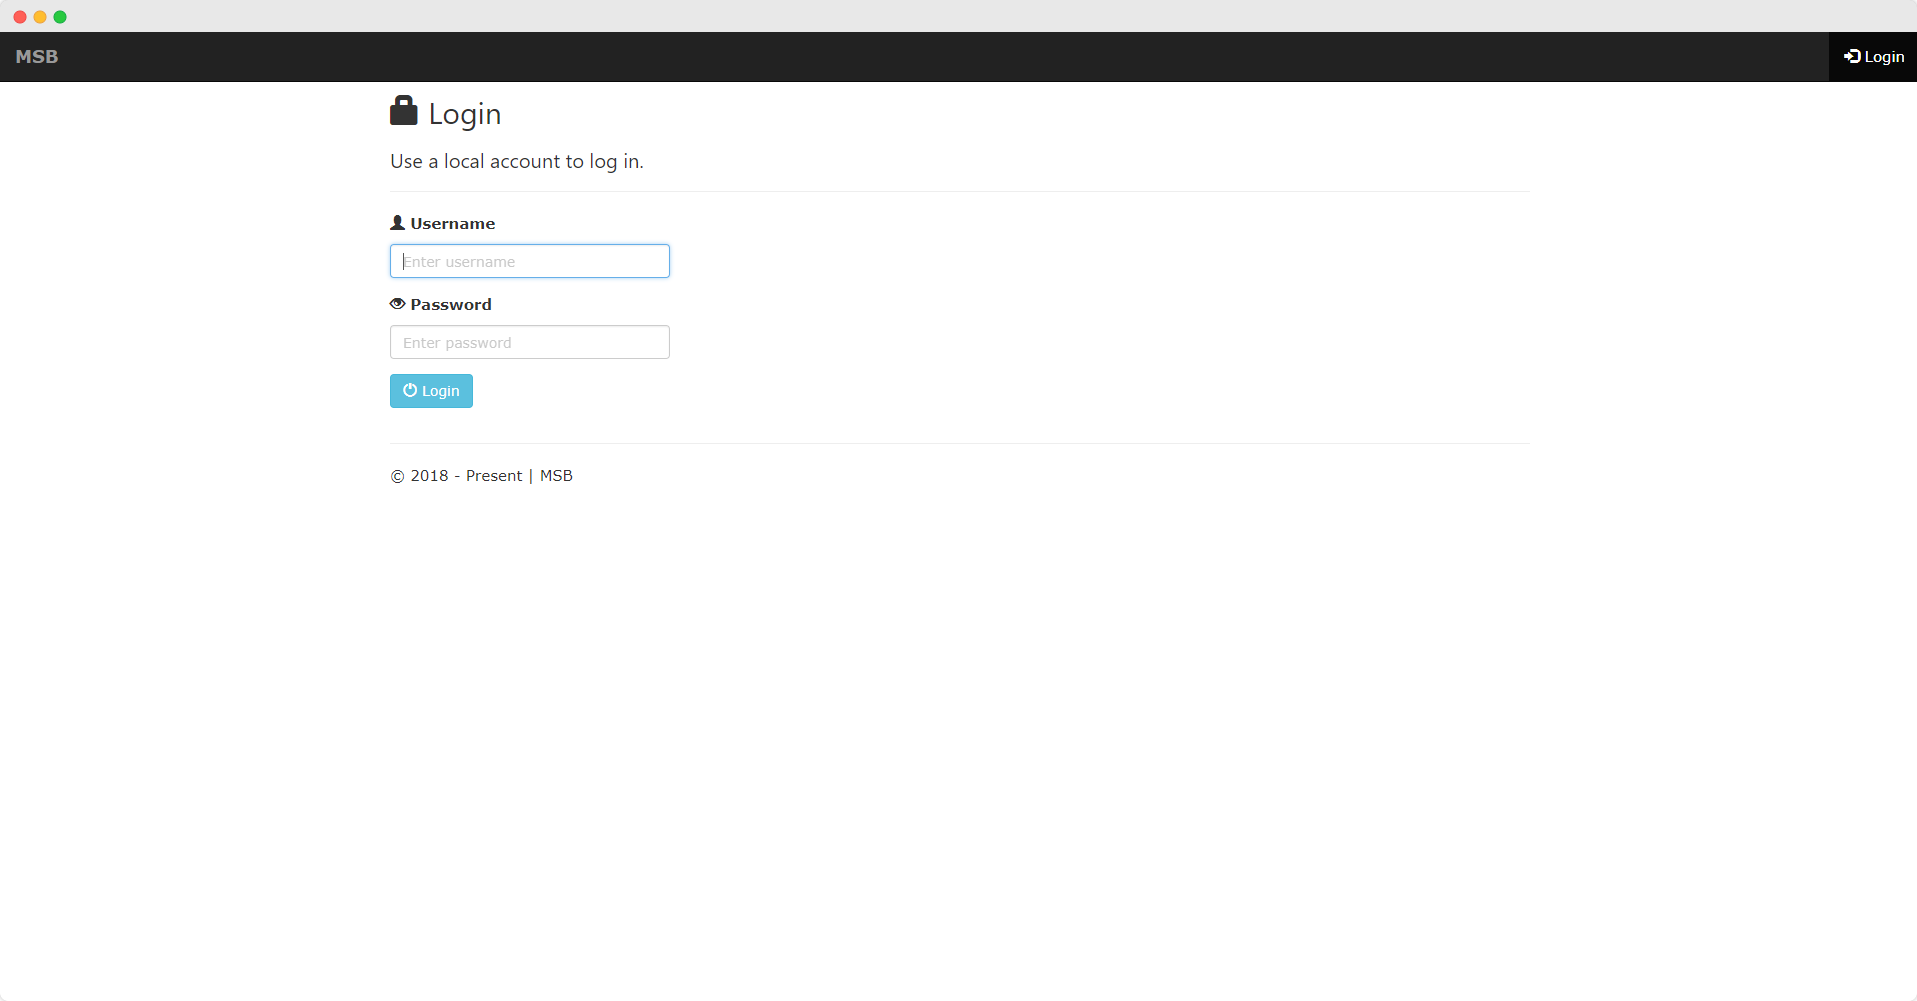 MSB
Login
Login
Use a local account to log in.
Username
Enter username
Password
Enter password
Login
© 2018 - Present | MSB